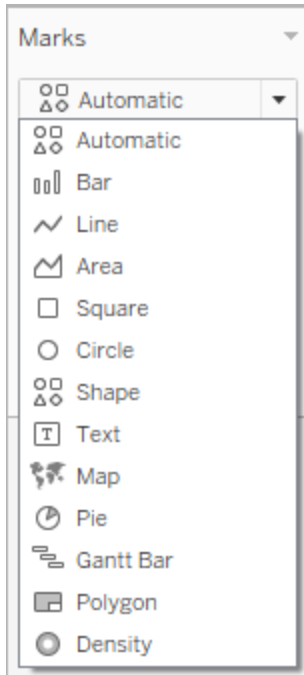 Marks
Automatic
Automatic
Bar
Line
Area
Square
Circle
Shape
T Text
Map
Pie
Gantt Bar
Polygon
Density